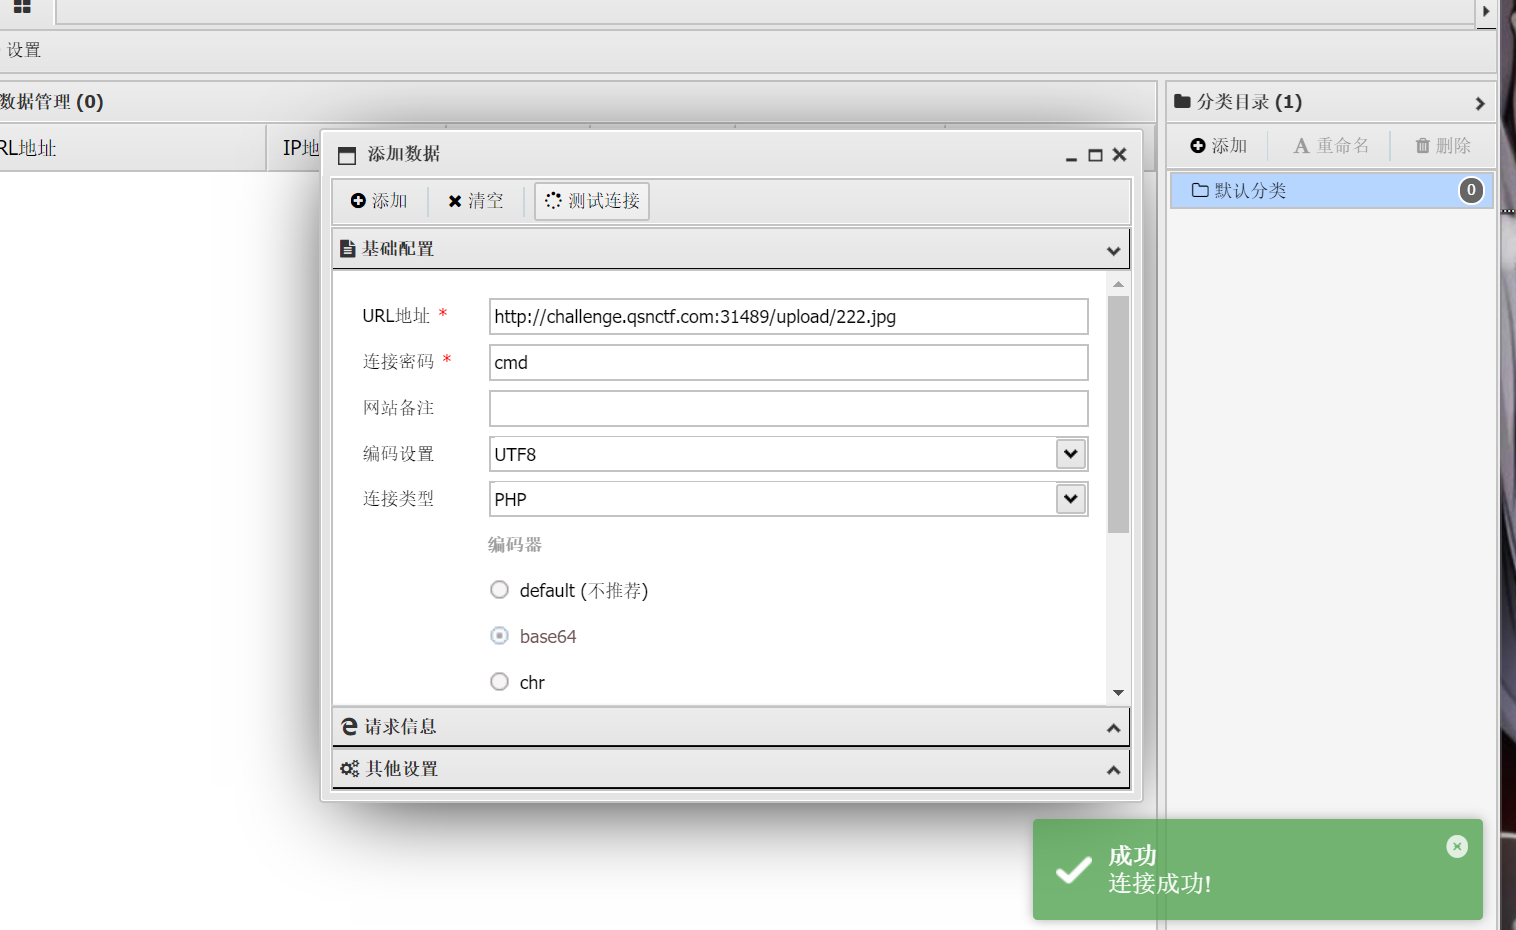 设置
数据管理 (0)
分类目录 (1)
RL地址
IP地
添加数据
添加
重命名
删除
默认分类
0
添加
清空
测试连接
基础配置
URL地址 *
http://challenge.qsnctf.com:31489/upload/222.jpg
连接密码 *
cmd
网站备注
编码设置
UTF8
连接类型
PHP
编码器
default (不推荐)
base64
chr
请求信息
其他设置
成功
连接成功!